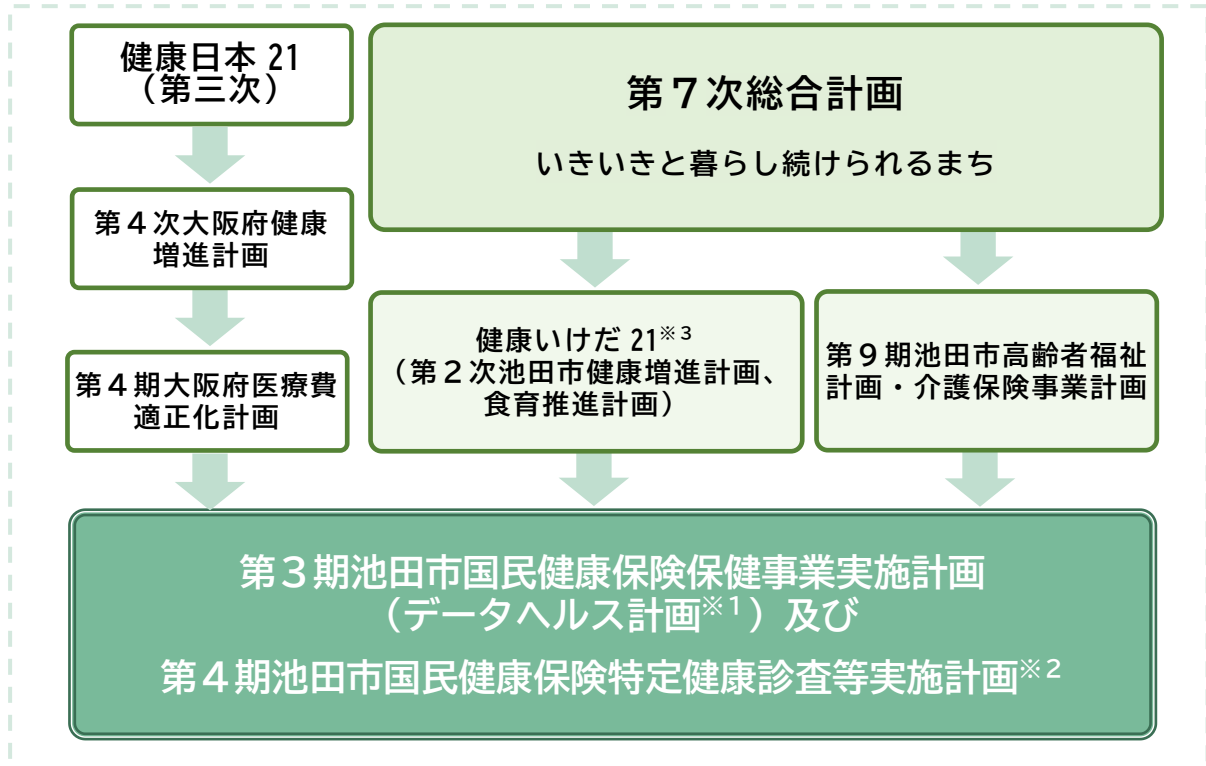 健康日本 21
（第三次）
第４次大阪府健康
増進計画
第４期大阪府医療費
適正化計画
第７次総合計画
いきいきと暮らし続けられるまち
健康いけだ 21※３
（第２次池田市健康増進計画、
食育推進計画）
第９期池田市高齢者福祉
計画・介護保険事業計画
第３期池田市国民健康保険保健事業実施計画
（データヘルス計画※１）及び
第４期池田市国民健康保険特定健康診査等実施計画※２